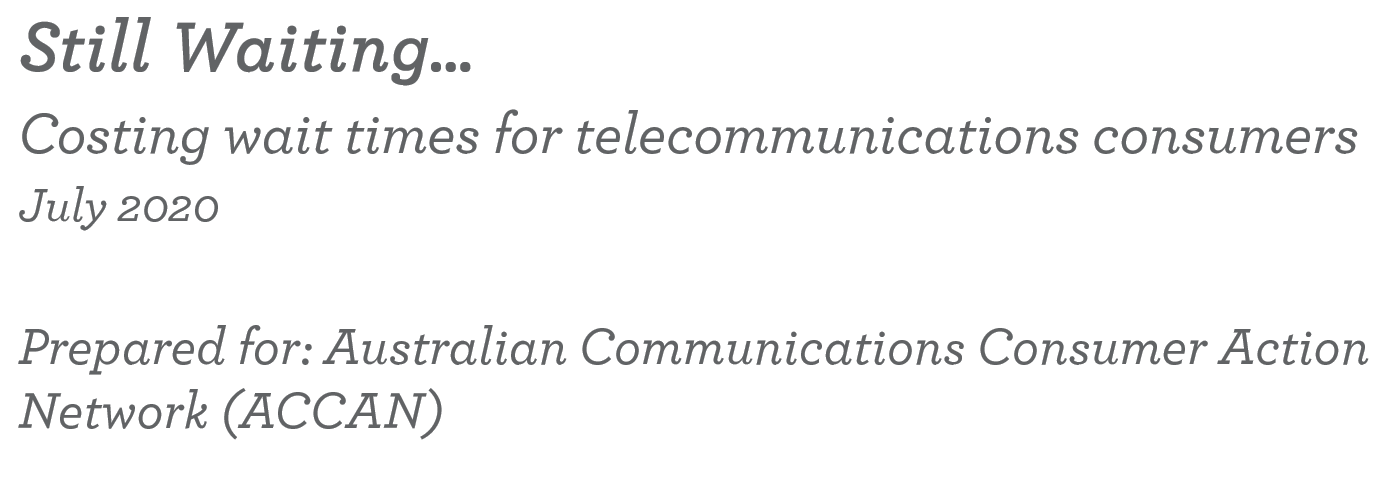 Still Waiting…
Costing wait times for telecommunications consumers
July 2020
Prepared for: Australian Communications Consumer Action
Network (ACCAN)